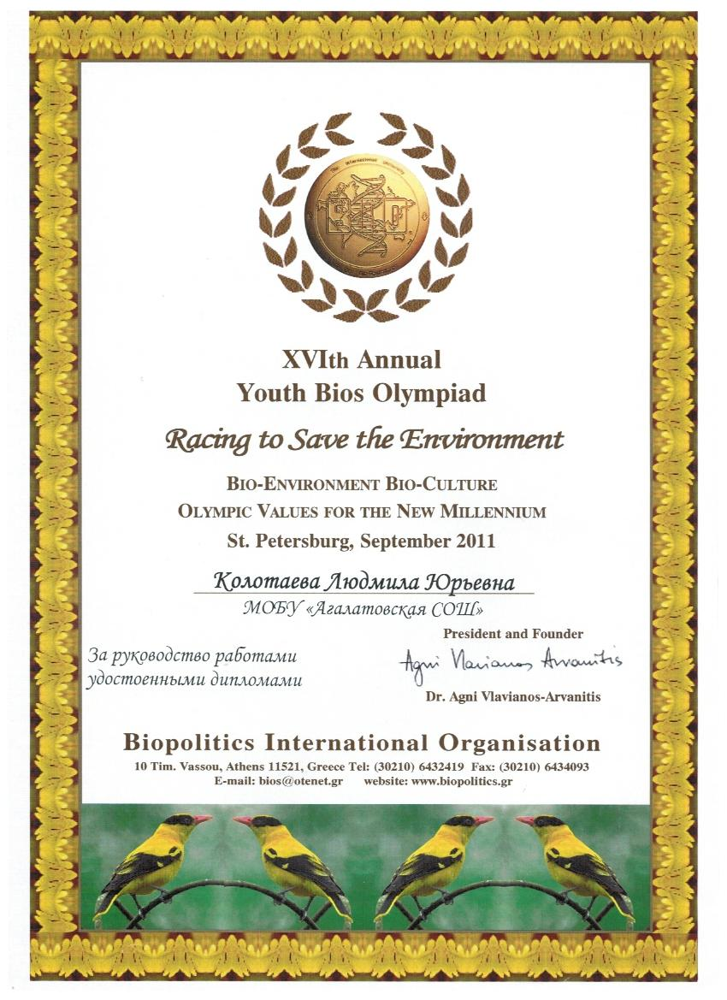 The International University
XVIth Annual
Youth Bios Olympiad
Racing to Save the Environment
BIO-ENVIRONMENT BIO-CULTURE
OLYMPIC VALUES FOR THE NEW MILLENNIUM
St. Petersburg, September 2011
Колотаева Людмила Юрьевна
МОБУ «Агалатовская СОШ»
President and Founder
За руководство работами
удостоенными дипломами
Agni Vlavianos Arvanitis
Dr. Agni Vlavianos-Arvanitis
Biopolitics International Organisation
10 Tim. Vassou, Athens 11521, Greece Tel: (30210) 6432419 Fax: (30210) 6434093
E-mail: bios@otenet.gr website: www.biopolitics.gr